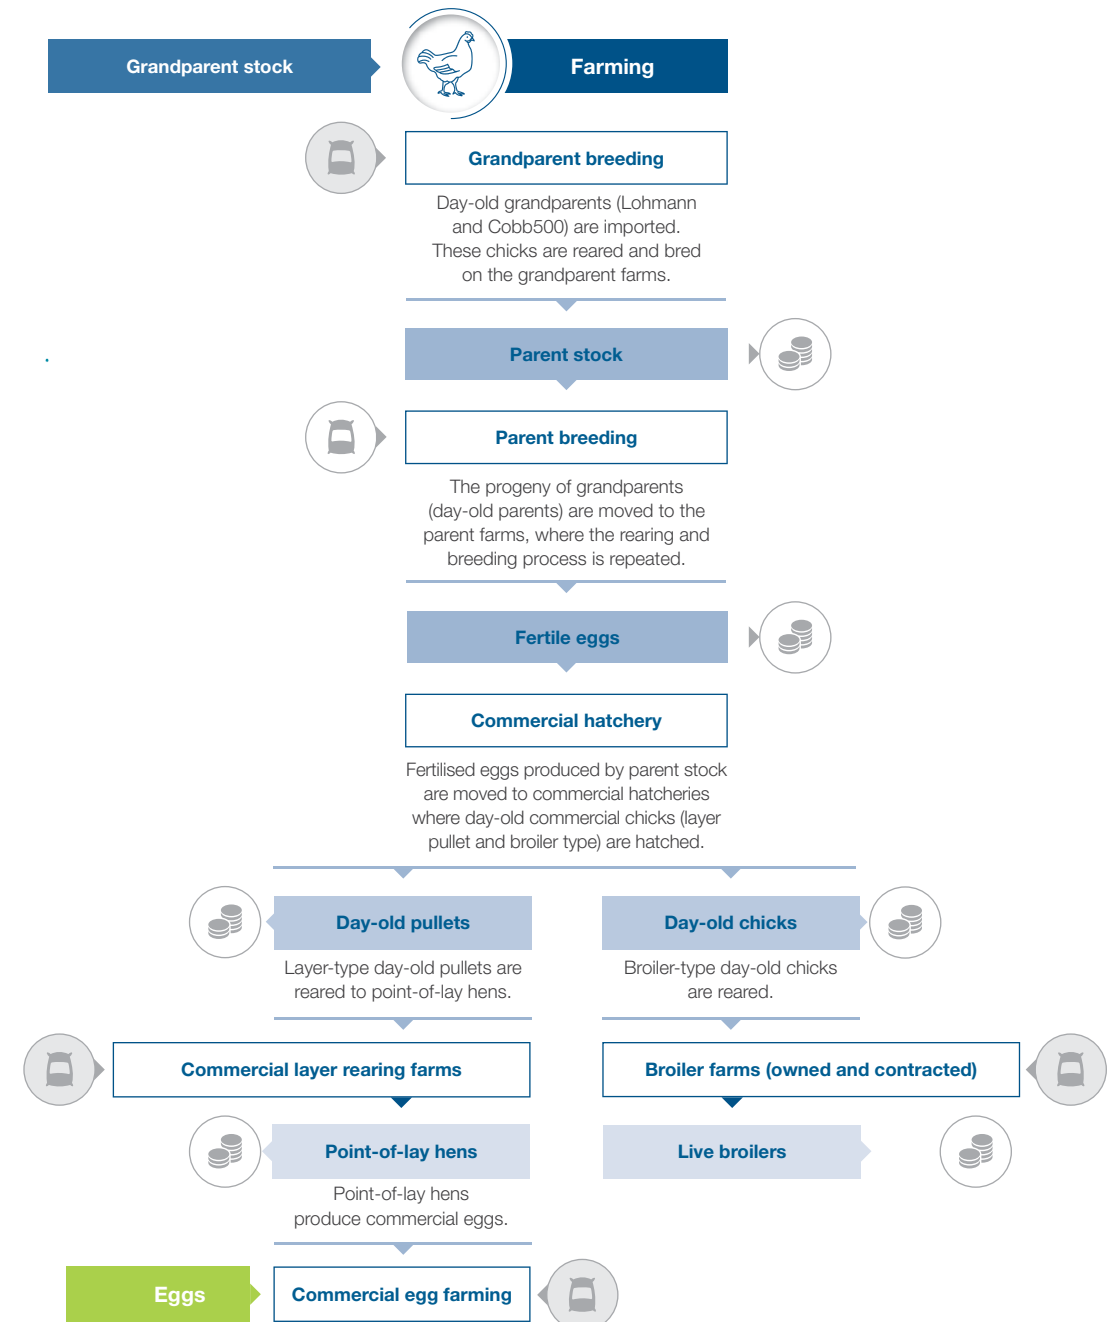 Grandparent stock
Farming
Grandparent breeding
Day-old grandparents (Lohmann
and Cobb500) are imported.
These chicks are reared and bred
on the grandparent farms.
Parent stock
Parent breeding
The progeny of grandparents
(day-old parents) are moved to the
parent farms, where the rearing and
breeding process is repeated.
Fertile eggs
Commercial hatchery
Fertilised eggs produced by parent stock
are moved to commercial hatcheries
where day-old commercial chicks (layer
pullet and broiler type) are hatched.
Day-old pullets
Layer-type day-old pullets are
reared to point-of-lay hens.
Day-old chicks
Broiler-type day-old chicks
are reared.
Commercial layer rearing farms
Broiler farms (owned and contracted)
Point-of-lay hens
Point-of-lay hens
produce commercial eggs.
Live broilers
Eggs
Commercial egg farming